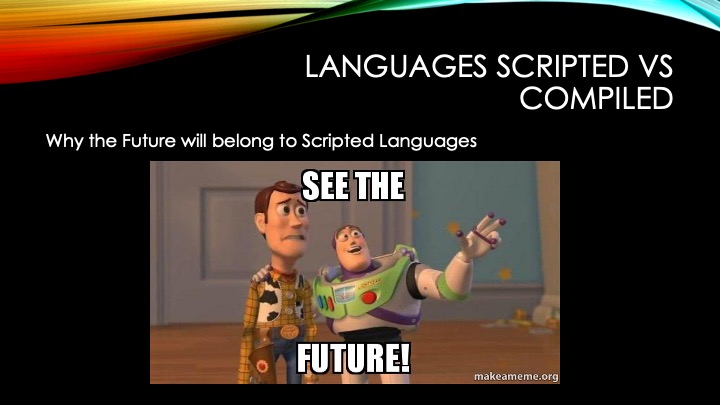 LANGUAGES SCRIPTED VS
COMPILED
Why the Future will belong to Scripted Languages
SEE THE
FUTURE!
makeameme.org